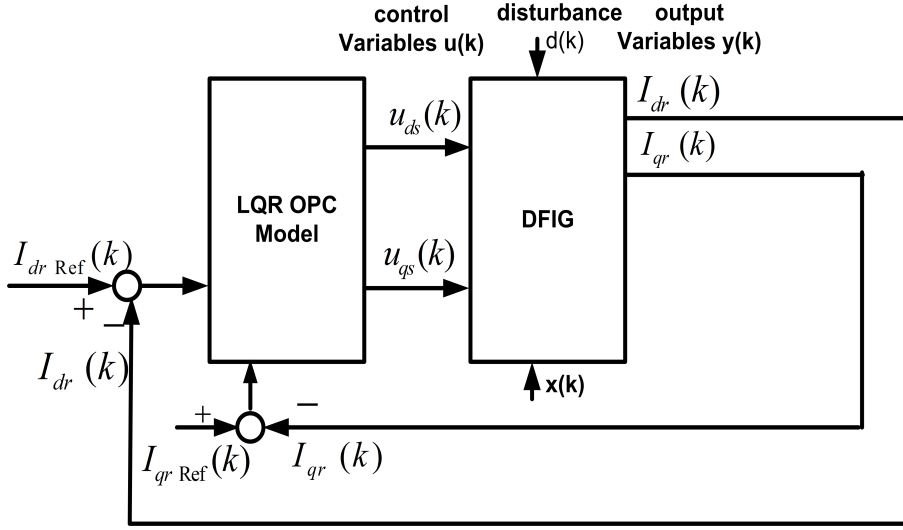 control
Variables u(k)
disturbance
d(k)
output
Variables y(k)
I_dr (k)
I_qr (k)
u_ds(k)
u_qs(k)
LQR OPC
Model
DFIG
I_dr Ref(k)
+
−
I_dr (k)
x(k)
+
−
I_qr Ref(k)
I_qr (k)